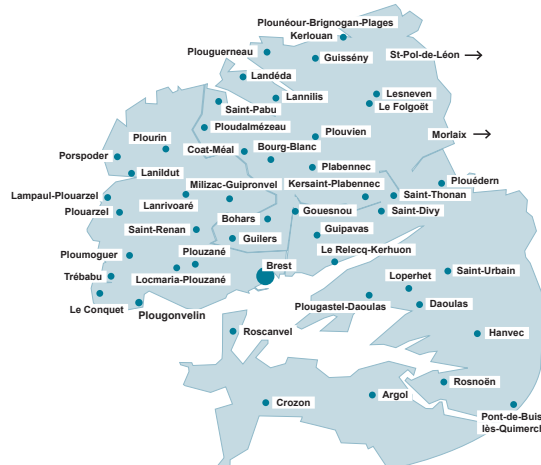 Plounéour-Brignogan-Plages
Kerlouan
Plouguerneau
Guissény
St-Pol-de-Léon
Landéda
Lesneven
Lannilis
Le Folgoët
Saint-Pabu
Ploudalmézeau
Plourin
Plouvien
Morlaix
Coat-Méal
Bourg-Blanc
Porspoder
Plabennec
Lanildut
Milizac-Guipronvel
Kersaint-Plabennec
Plouédern
Lampaul-Plouarzel
Saint-Thonan
Lanrivoaré
Plouarzel
Bohars
Gouesnou
Saint-Divy
Saint-Renan
Guipavas
Guilers
Le Relecq-Kerhuon
Ploumoguer
Plouzané
Brest
Saint-Urbain
Trébabu
Locmaria-Plouzané
Loperhet
Le Conquet
Plougonvelin
Plougastel-Daoulas
Daoulas
Roscanvel
Hanvec
Rosnoën
Argol
Crozon
Pont-de-Buis
lès-Quimerch